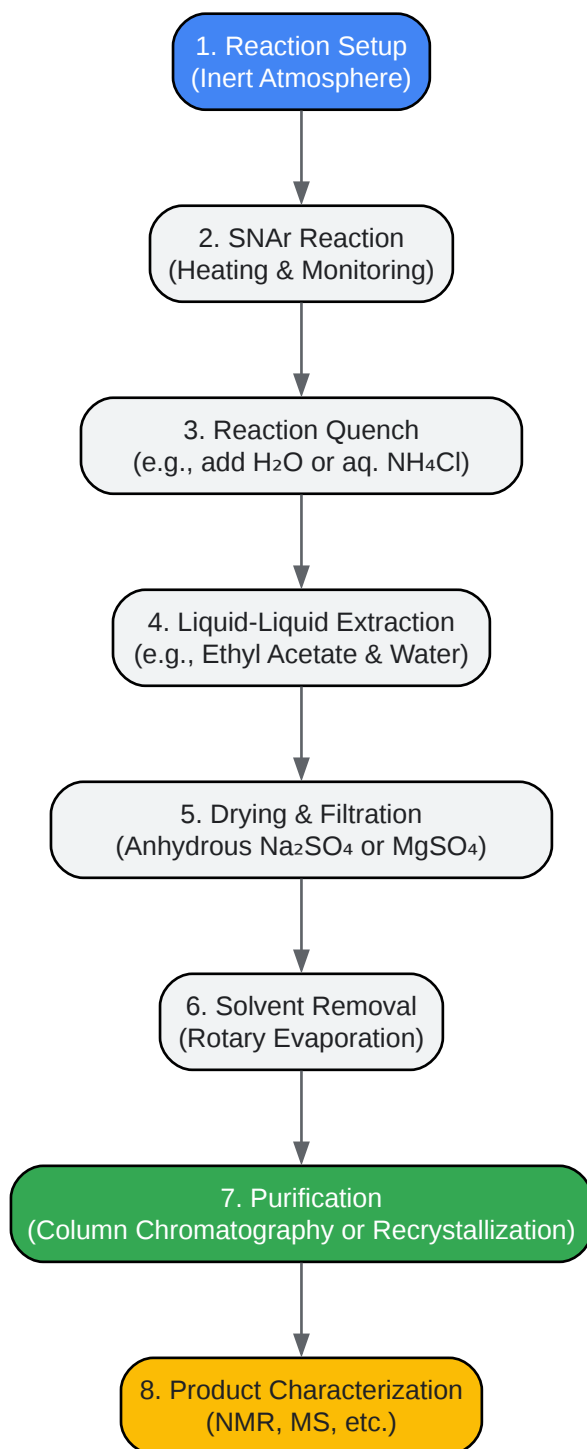 1. Reaction Setup
(Inert Atmosphere)
2. SNAr Reaction
(Heating & Monitoring)
3. Reaction Quench
(e.g., add H₂O or aq. NH₄Cl)
4. Liquid-Liquid Extraction
(e.g., Ethyl Acetate & Water)
5. Drying & Filtration
(Anhydrous Na₂SO₄ or MgSO₄)
6. Solvent Removal
(Rotary Evaporation)
7. Purification
(Column Chromatography or Recrystallization)
8. Product Characterization
(NMR, MS, etc.)